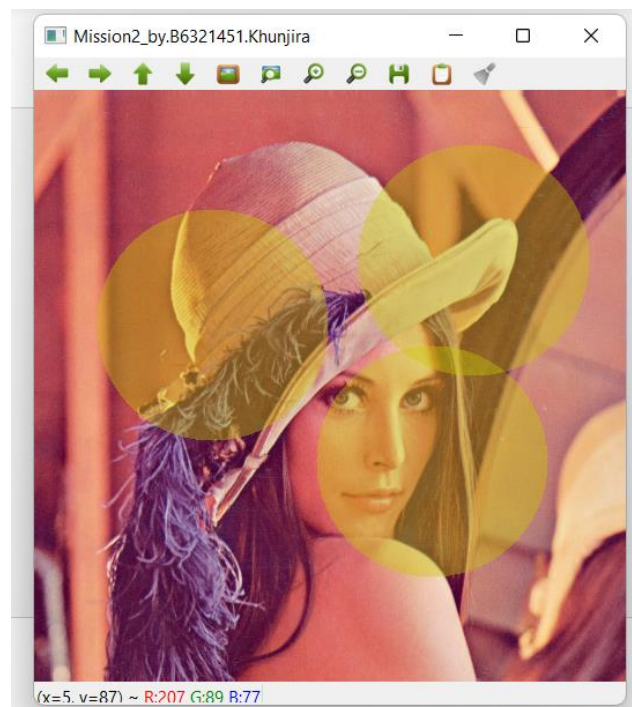 Mission2_by.B6321451.Khunjira
(x=5, y=87) ~ R:207 G:89 B:77